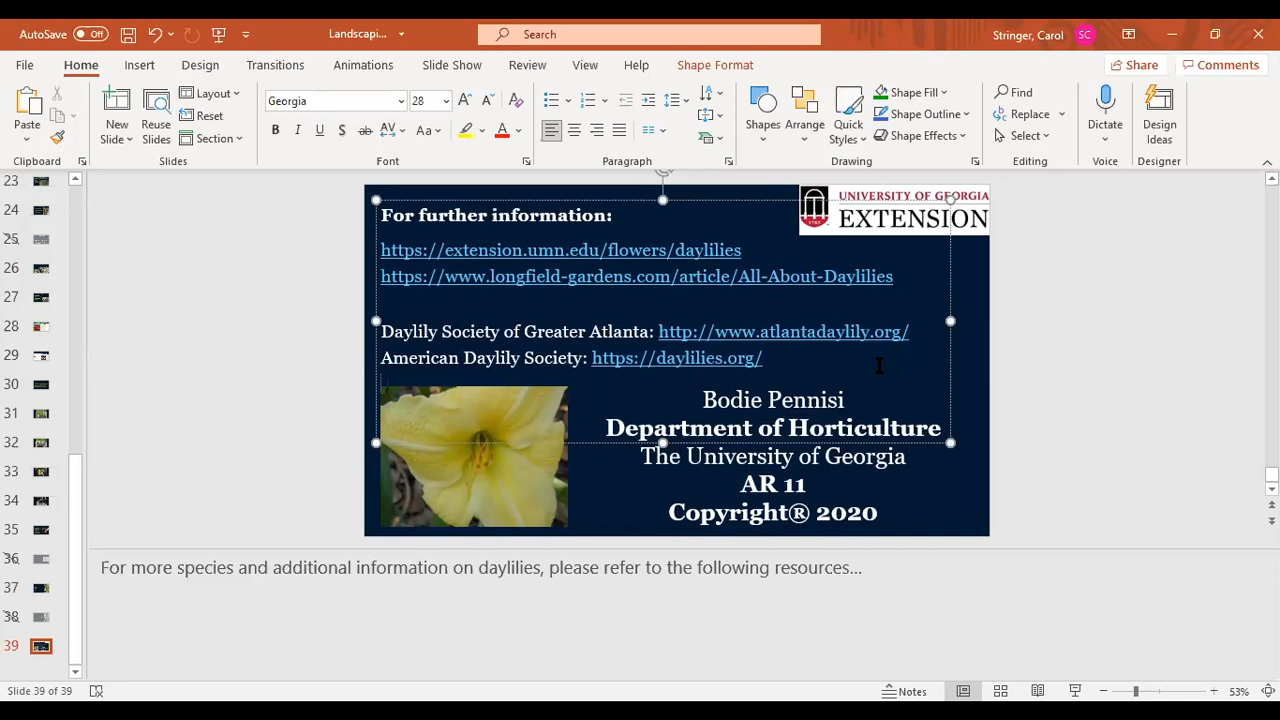 AutoSave Off Landscapi... Search Stringer, Carol SC
File Home Insert Design Transitions Animations Slide Show Review View Help Shape Format Share Comments
Paste New Slide Reuse Slides Layout Reset Section
Georgia 28
B I U S ab AV Aa A
Shapes Arrange Quick Styles Shape Fill Shape Outline Shape Effects
Find Replace Select Dictate Design Ideas
Clipboard Slides Font Paragraph Drawing Editing Voice Designer
23
24
25
26
27
28
29
30
31
32
33
34
35
36
37
38
39
UNIVERSITY OF GEORGIA
EXTENSION
For further information:
https://extension.umn.edu/flowers/daylilies
https://www.longfield-gardens.com/article/All-About-Daylilies
Daylily Society of Greater Atlanta: http://www.atlantadaylily.org/
American Daylily Society: https://daylilies.org/
Bodie Pennisi
Department of Horticulture
The University of Georgia
AR 11
Copyright® 2020
For more species and additional information on daylilies, please refer to the following resources...
Slide 39 of 39 Notes 53%